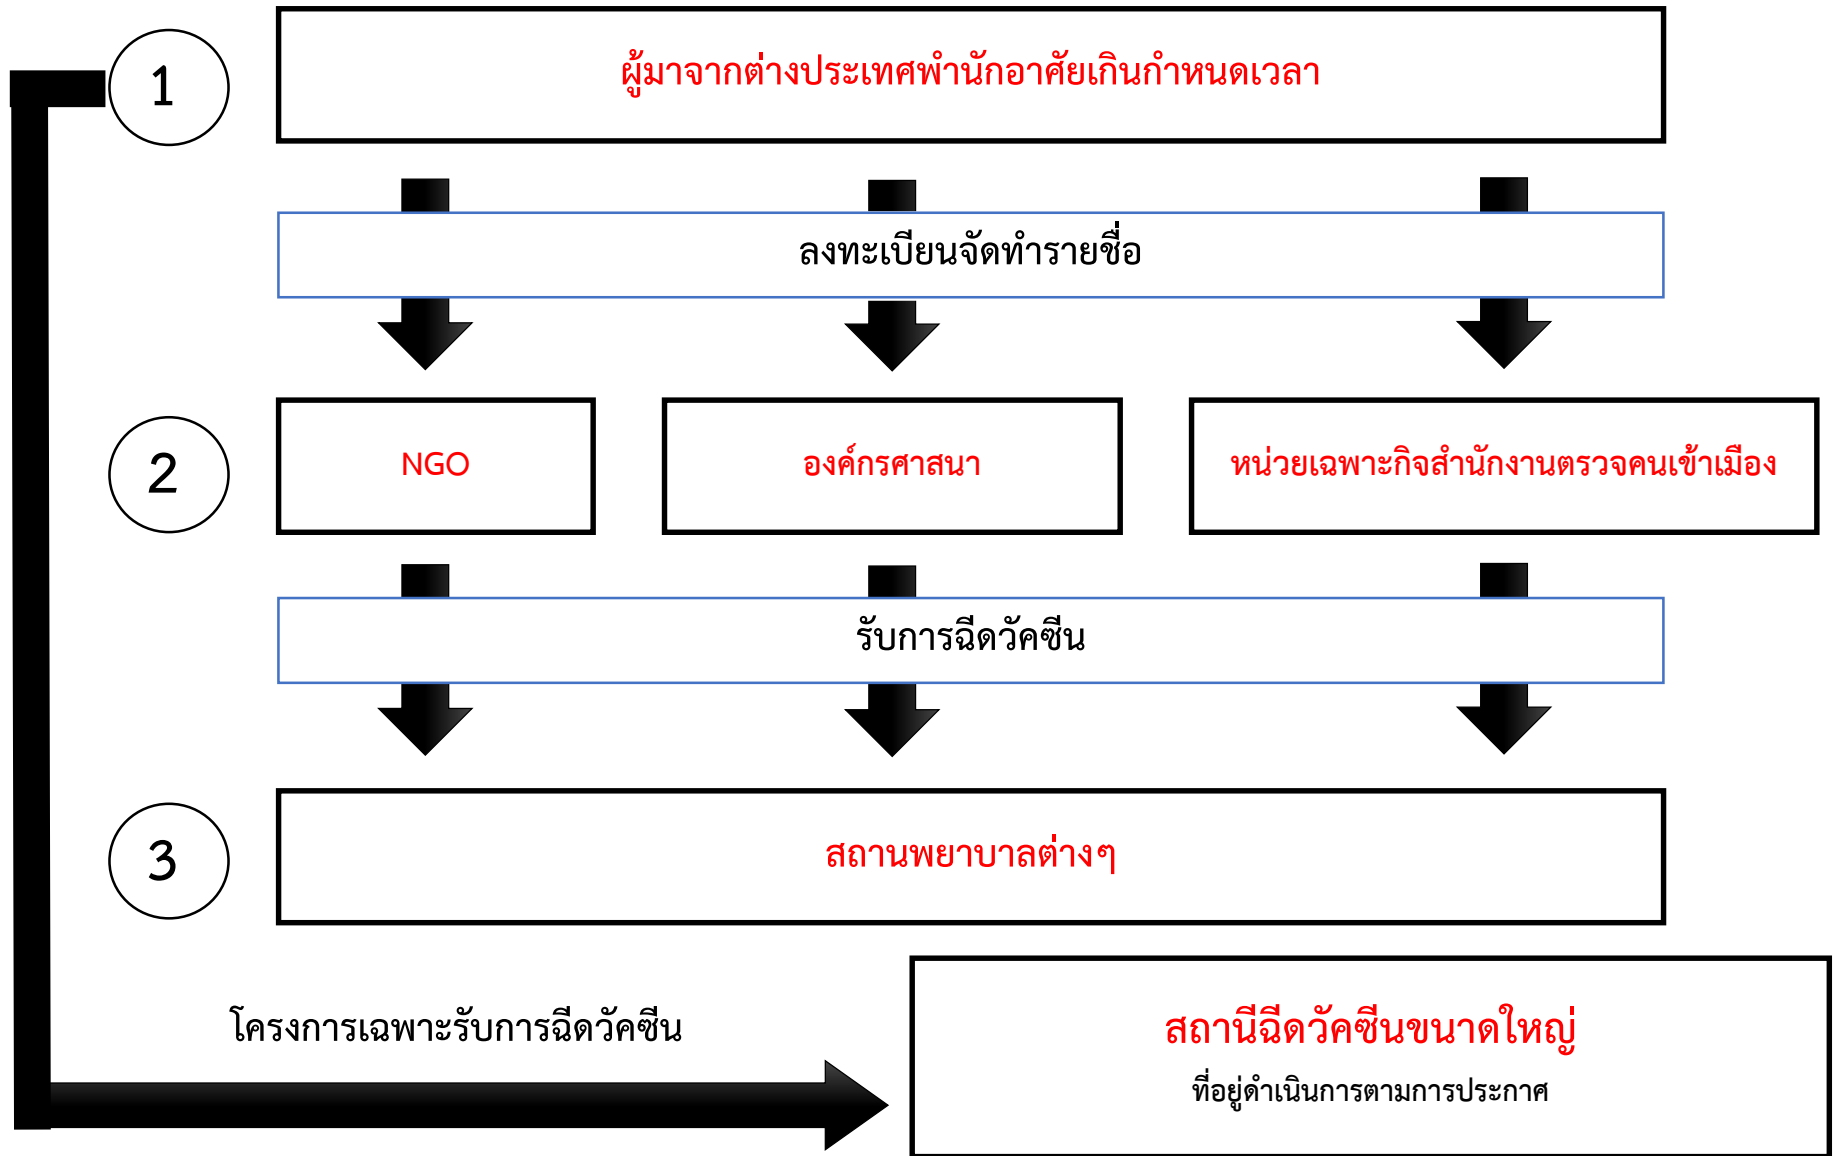 1
ผู้มาจากต่างประเทศพำนักอาศัยเกินกำหนดเวลา
ลงทะเบียนจัดทำรายชื่อ
2
NGO
องค์กรศาสนา
หน่วยเฉพาะกิจสำนักงานตรวจคนเข้าเมือง
รับการฉีดวัคซีน
3
สถานพยาบาลต่างๆ
โครงการเฉพาะรับการฉีดวัคซีน
สถานีฉีดวัคซีนขนาดใหญ่
ที่อยู่ดำเนินการตามการประกาศ